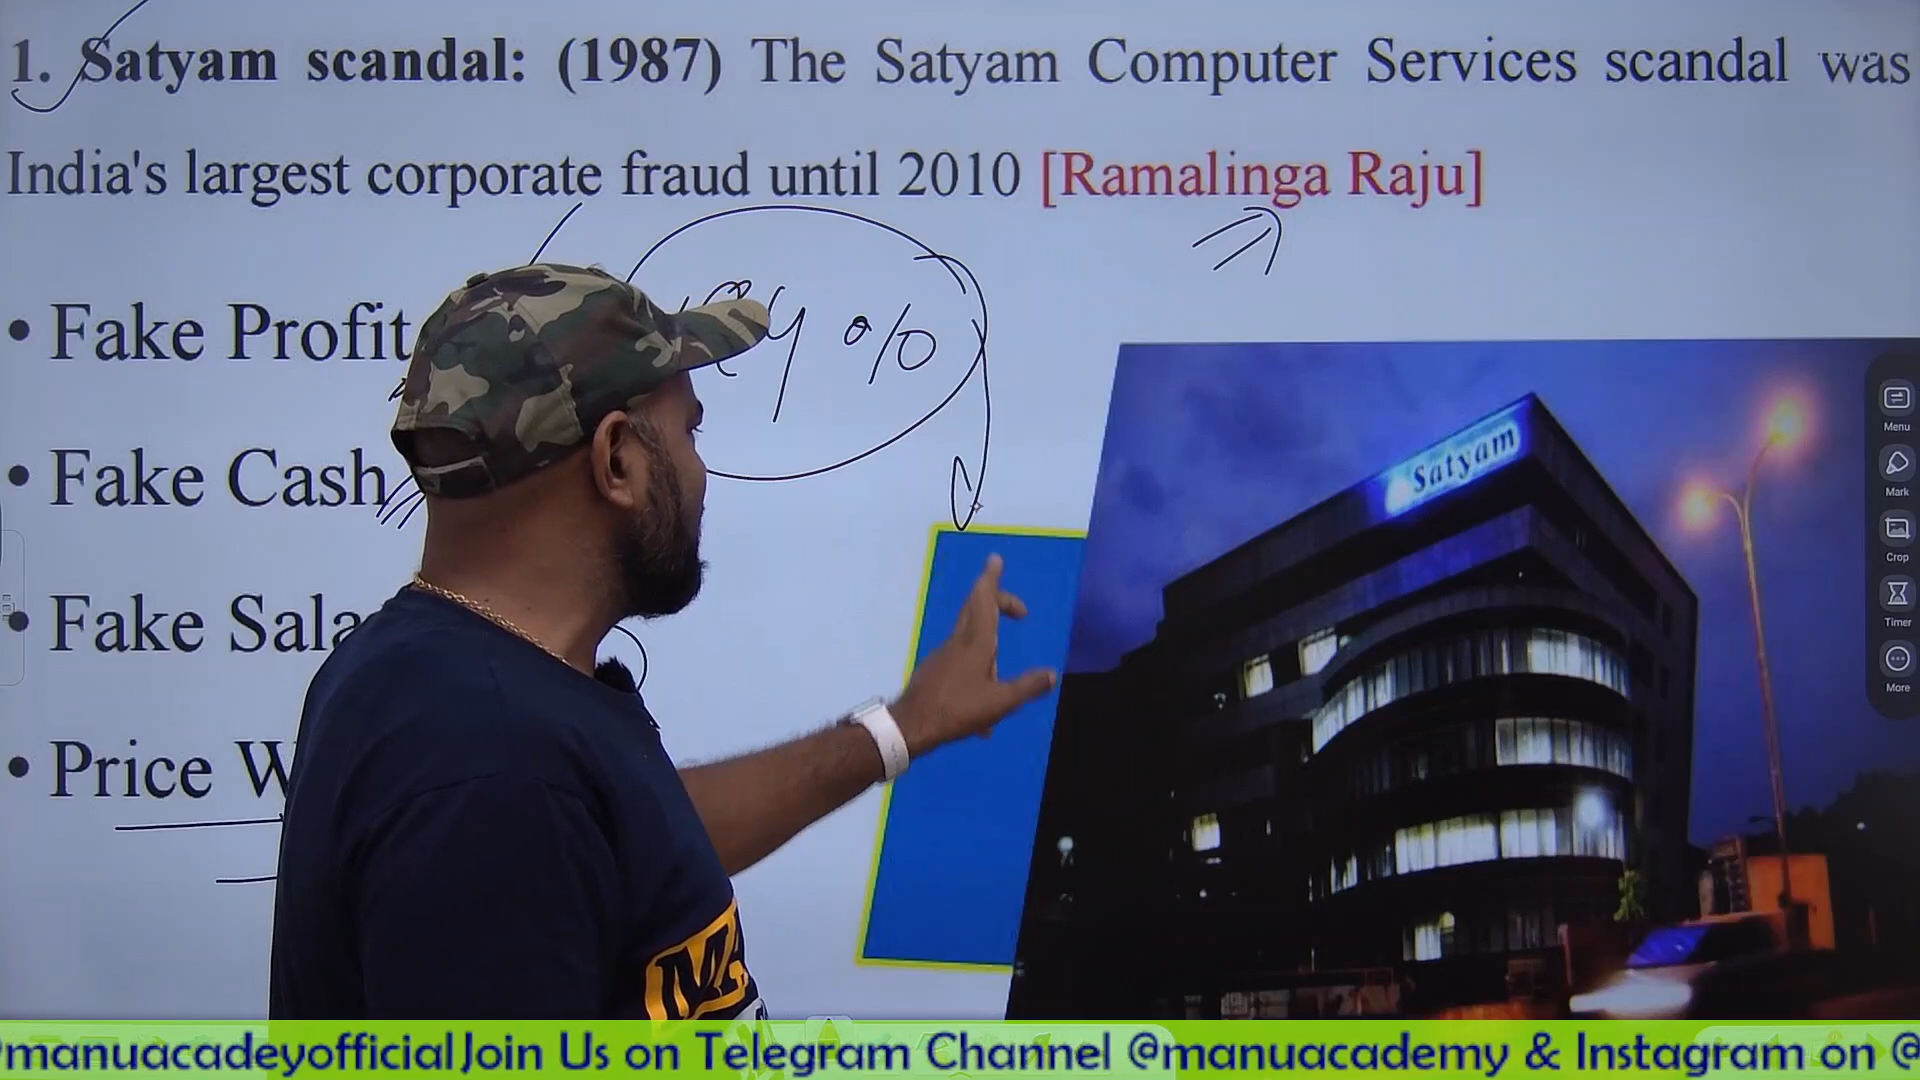 1. Satyam scandal: (1987) The Satyam Computer Services scandal was
India's largest corporate fraud until 2010 [Ramalinga Raju]
• Fake Profit
• Fake Cash
• Fake Sala
• Price W
%
Satyam
Menu
Mark
Crop
Timer
More
manuacadeyofficial Join Us on Telegram Channel @manuacademy & Instagram on @